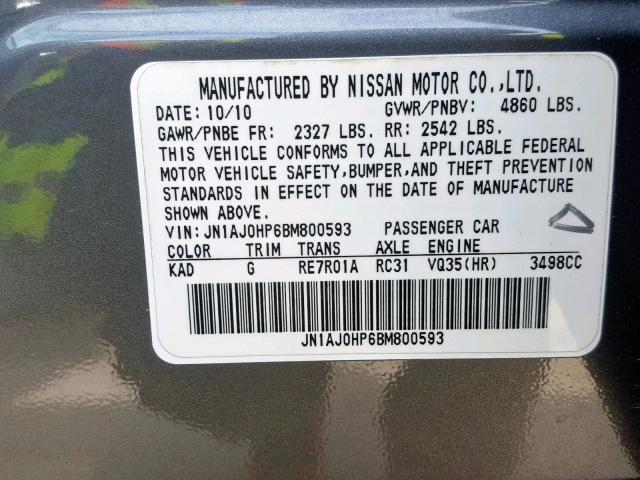 MANUFACTURED BY NISSAN MOTOR CO.,LTD.
DATE: 10/10 GVWR/PNBV: 4860 LBS.
GAWR/PNBE FR: 2327 LBS. RR: 2542 LBS.
THIS VEHICLE CONFORMS TO ALL APPLICABLE FEDERAL
MOTOR VEHICLE SAFETY,BUMPER,AND THEFT PREVENTION
STANDARDS IN EFFECT ON THE DATE OF MANUFACTURE
SHOWN ABOVE.
VIN: JN1AJ0HP6BM800593 PASSENGER CAR
COLOR TRIM TRANS AXLE ENGINE
KAD G RE7R01A RC31 VQ35(HR) 3498CC
JN1AJ0HP6BM800593